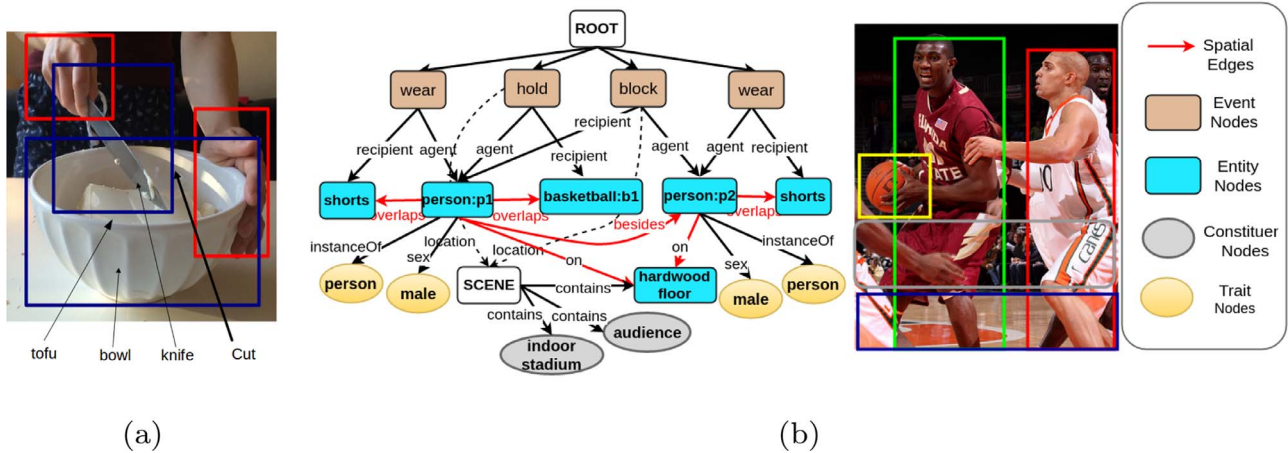 ROOT
wear
hold
block
wear
recipient
recipient
agent
agent
recipient
agent
agent
recipient
shorts
overlaps
person:p1
overlaps
basketball:b1
person:p2
overlaps
shorts
besides
instanceOf
location
sex
location
on
on
sex
instanceOf
person
male
SCENE
contains
hardwood
floor
male
person
contains
contains
audience
indoor
stadium
tofu
bowl
knife
Cut
Spatial
Edges
Event
Nodes
Entity
Nodes
Constituer
Nodes
Trait
Nodes
(a)
(b)